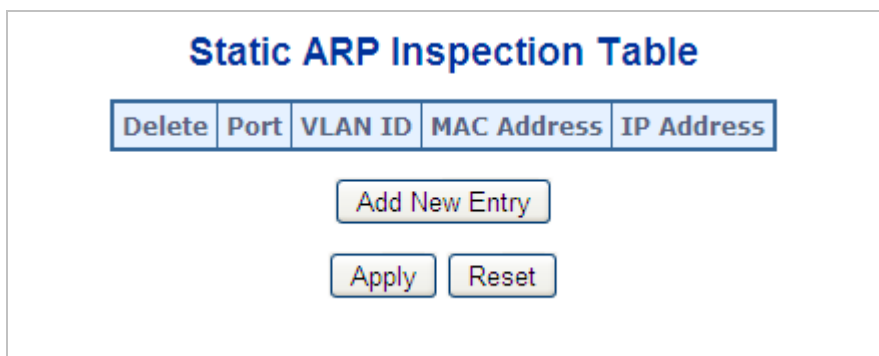 Static ARP Inspection Table
Delete Port VLAN ID MAC Address IP Address
Add New Entry
Apply Reset